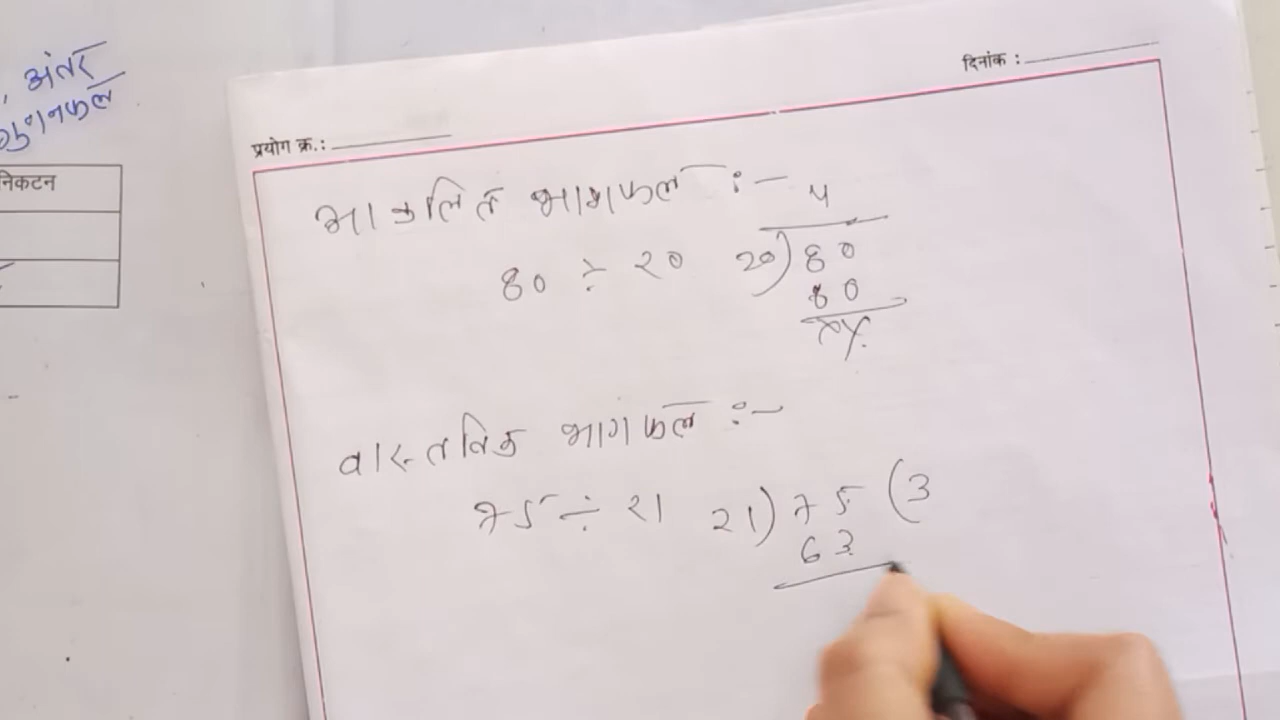 , अंतर
गुणनफल
निकटन
प्रयोग क्र.:
दिनांक :
आकलित भागफल :-
4
80 ÷ 20 20)80
80
××
वास्तविक भागफल :-
75 ÷ 21 21)75(3
63